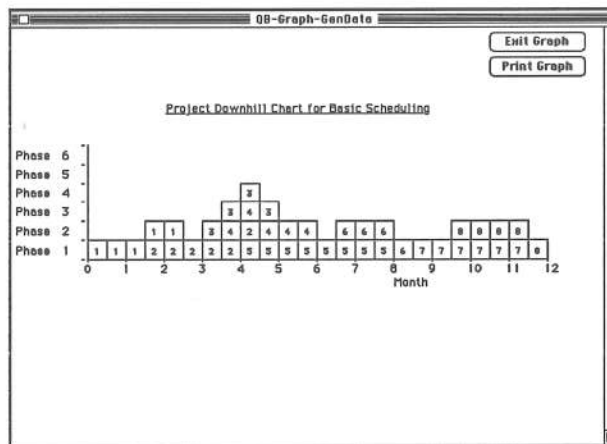 QB-Graph-GenData
Exit Graph
Print Graph
Project Downhill Chart for Basic Scheduling
Phase 6
Phase 5
Phase 4 3
Phase 3 3 4 3
Phase 2 1 1 3 4 2 4 4 4 6 6 6 8 8 8 8
Phase 1 1 1 1 2 2 2 2 2 5 5 5 5 5 5 5 5 6 7 7 7 7 7 7 8
0 1 2 3 4 5 6 7 8 9 10 11 12
Month